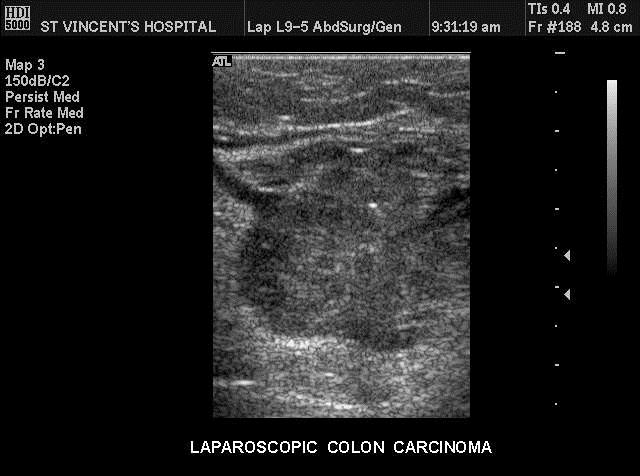 HDI 5000
ST VINCENT'S HOSPITAL
Lap L9-5 AbdSurg/Gen
9:31:19 am
TIs 0.4 MI 0.8
Fr #188 4.8 cm
Map 3
150dB/C2
Persist Med
Fr Rate Med
2D Opt:Pen
ATL
LAPAROSCOPIC COLON CARCINOMA